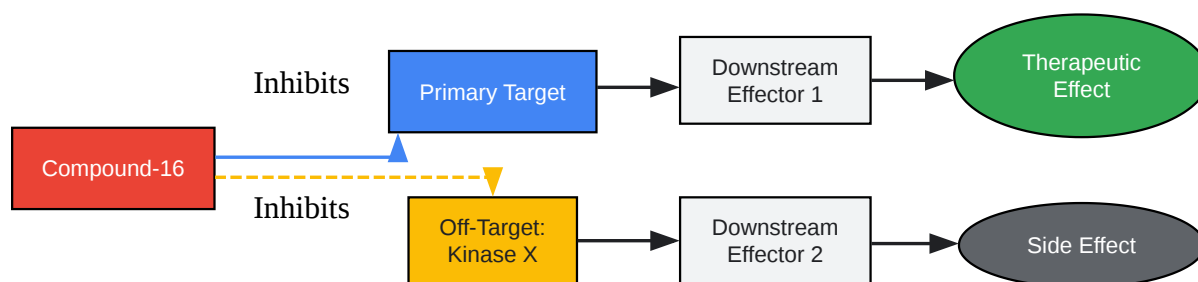 Inhibits
Primary Target
Downstream
Effector 1
Therapeutic
Effect
Compound-16
Inhibits
Off-Target:
Kinase X
Downstream
Effector 2
Side Effect